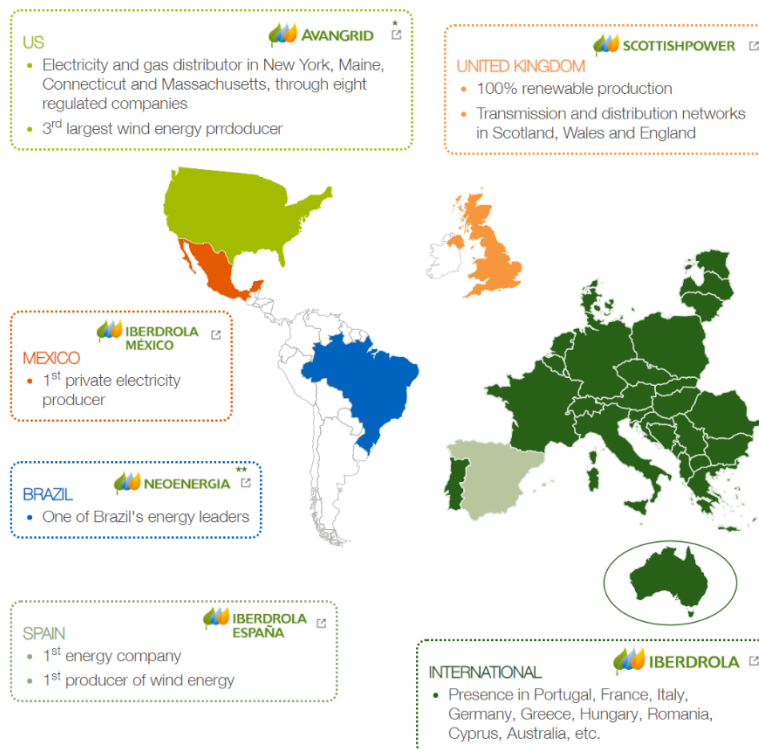 US
AVANGRID *
• Electricity and gas distributor in New York, Maine,
Connecticut and Massachusetts, through eight
regulated companies
• 3rd largest wind energy prrdoducer
SCOTTISHPOWER
UNITED KINGDOM
• 100% renewable production
• Transmission and distribution networks
in Scotland, Wales and England
IBERDROLA
MÉXICO
MEXICO
• 1st private electricity
producer
NEOENERGIA **
BRAZIL
• One of Brazil's energy leaders
IBERDROLA
ESPAÑA
SPAIN
• 1st energy company
• 1st producer of wind energy
IBERDROLA
INTERNATIONAL
• Presence in Portugal, France, Italy,
Germany, Greece, Hungary, Romania,
Cyprus, Australia, etc.